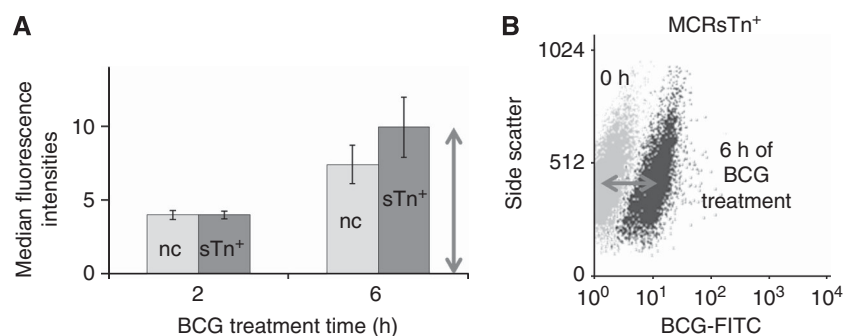 A
Median fluorescence
intensities
10
5
0
nc
sTn+
nc
sTn+
2
6
BCG treatment time (h)
B
MCRsTn+
Side scatter
1024
512
0
0 h
6 h of
BCG
treatment
10^0 10^1 10^2 10^3 10^4
BCG-FITC